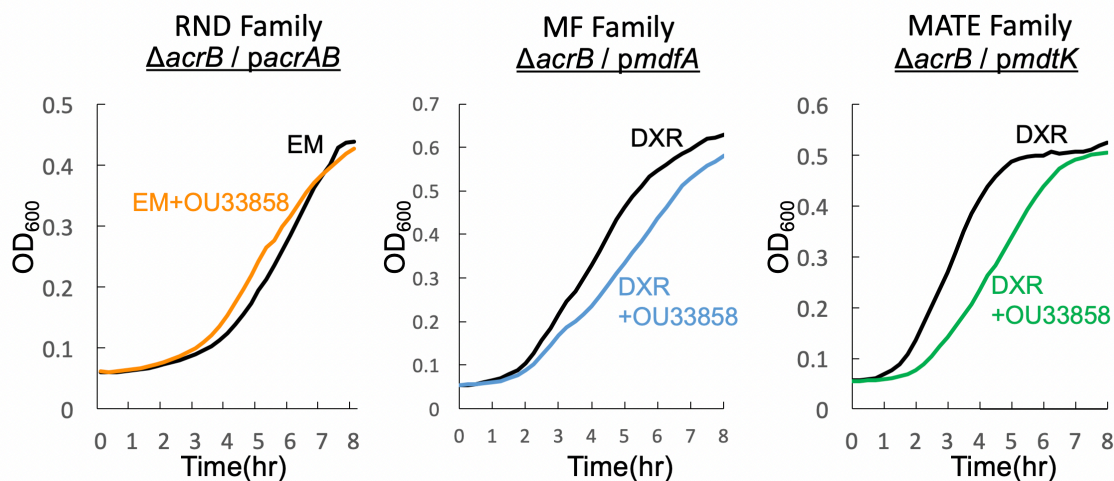 RND Family
ΔacrB / pacrAB
OD600
0.5
0.4
0.3
0.2
0.1
0
EM
EM+OU33858
0 1 2 3 4 5 6 7 8
Time(hr)
MF Family
ΔacrB / pmdfA
OD600
0.7
0.6
0.5
0.4
0.3
0.2
0.1
0
DXR
DXR
+OU33858
0 1 2 3 4 5 6 7 8
Time(hr)
MATE Family
ΔacrB / pmdtK
OD600
0.6
0.5
0.4
0.3
0.2
0.1
0
DXR
DXR
+OU33858
0 1 2 3 4 5 6 7 8
Time(hr)